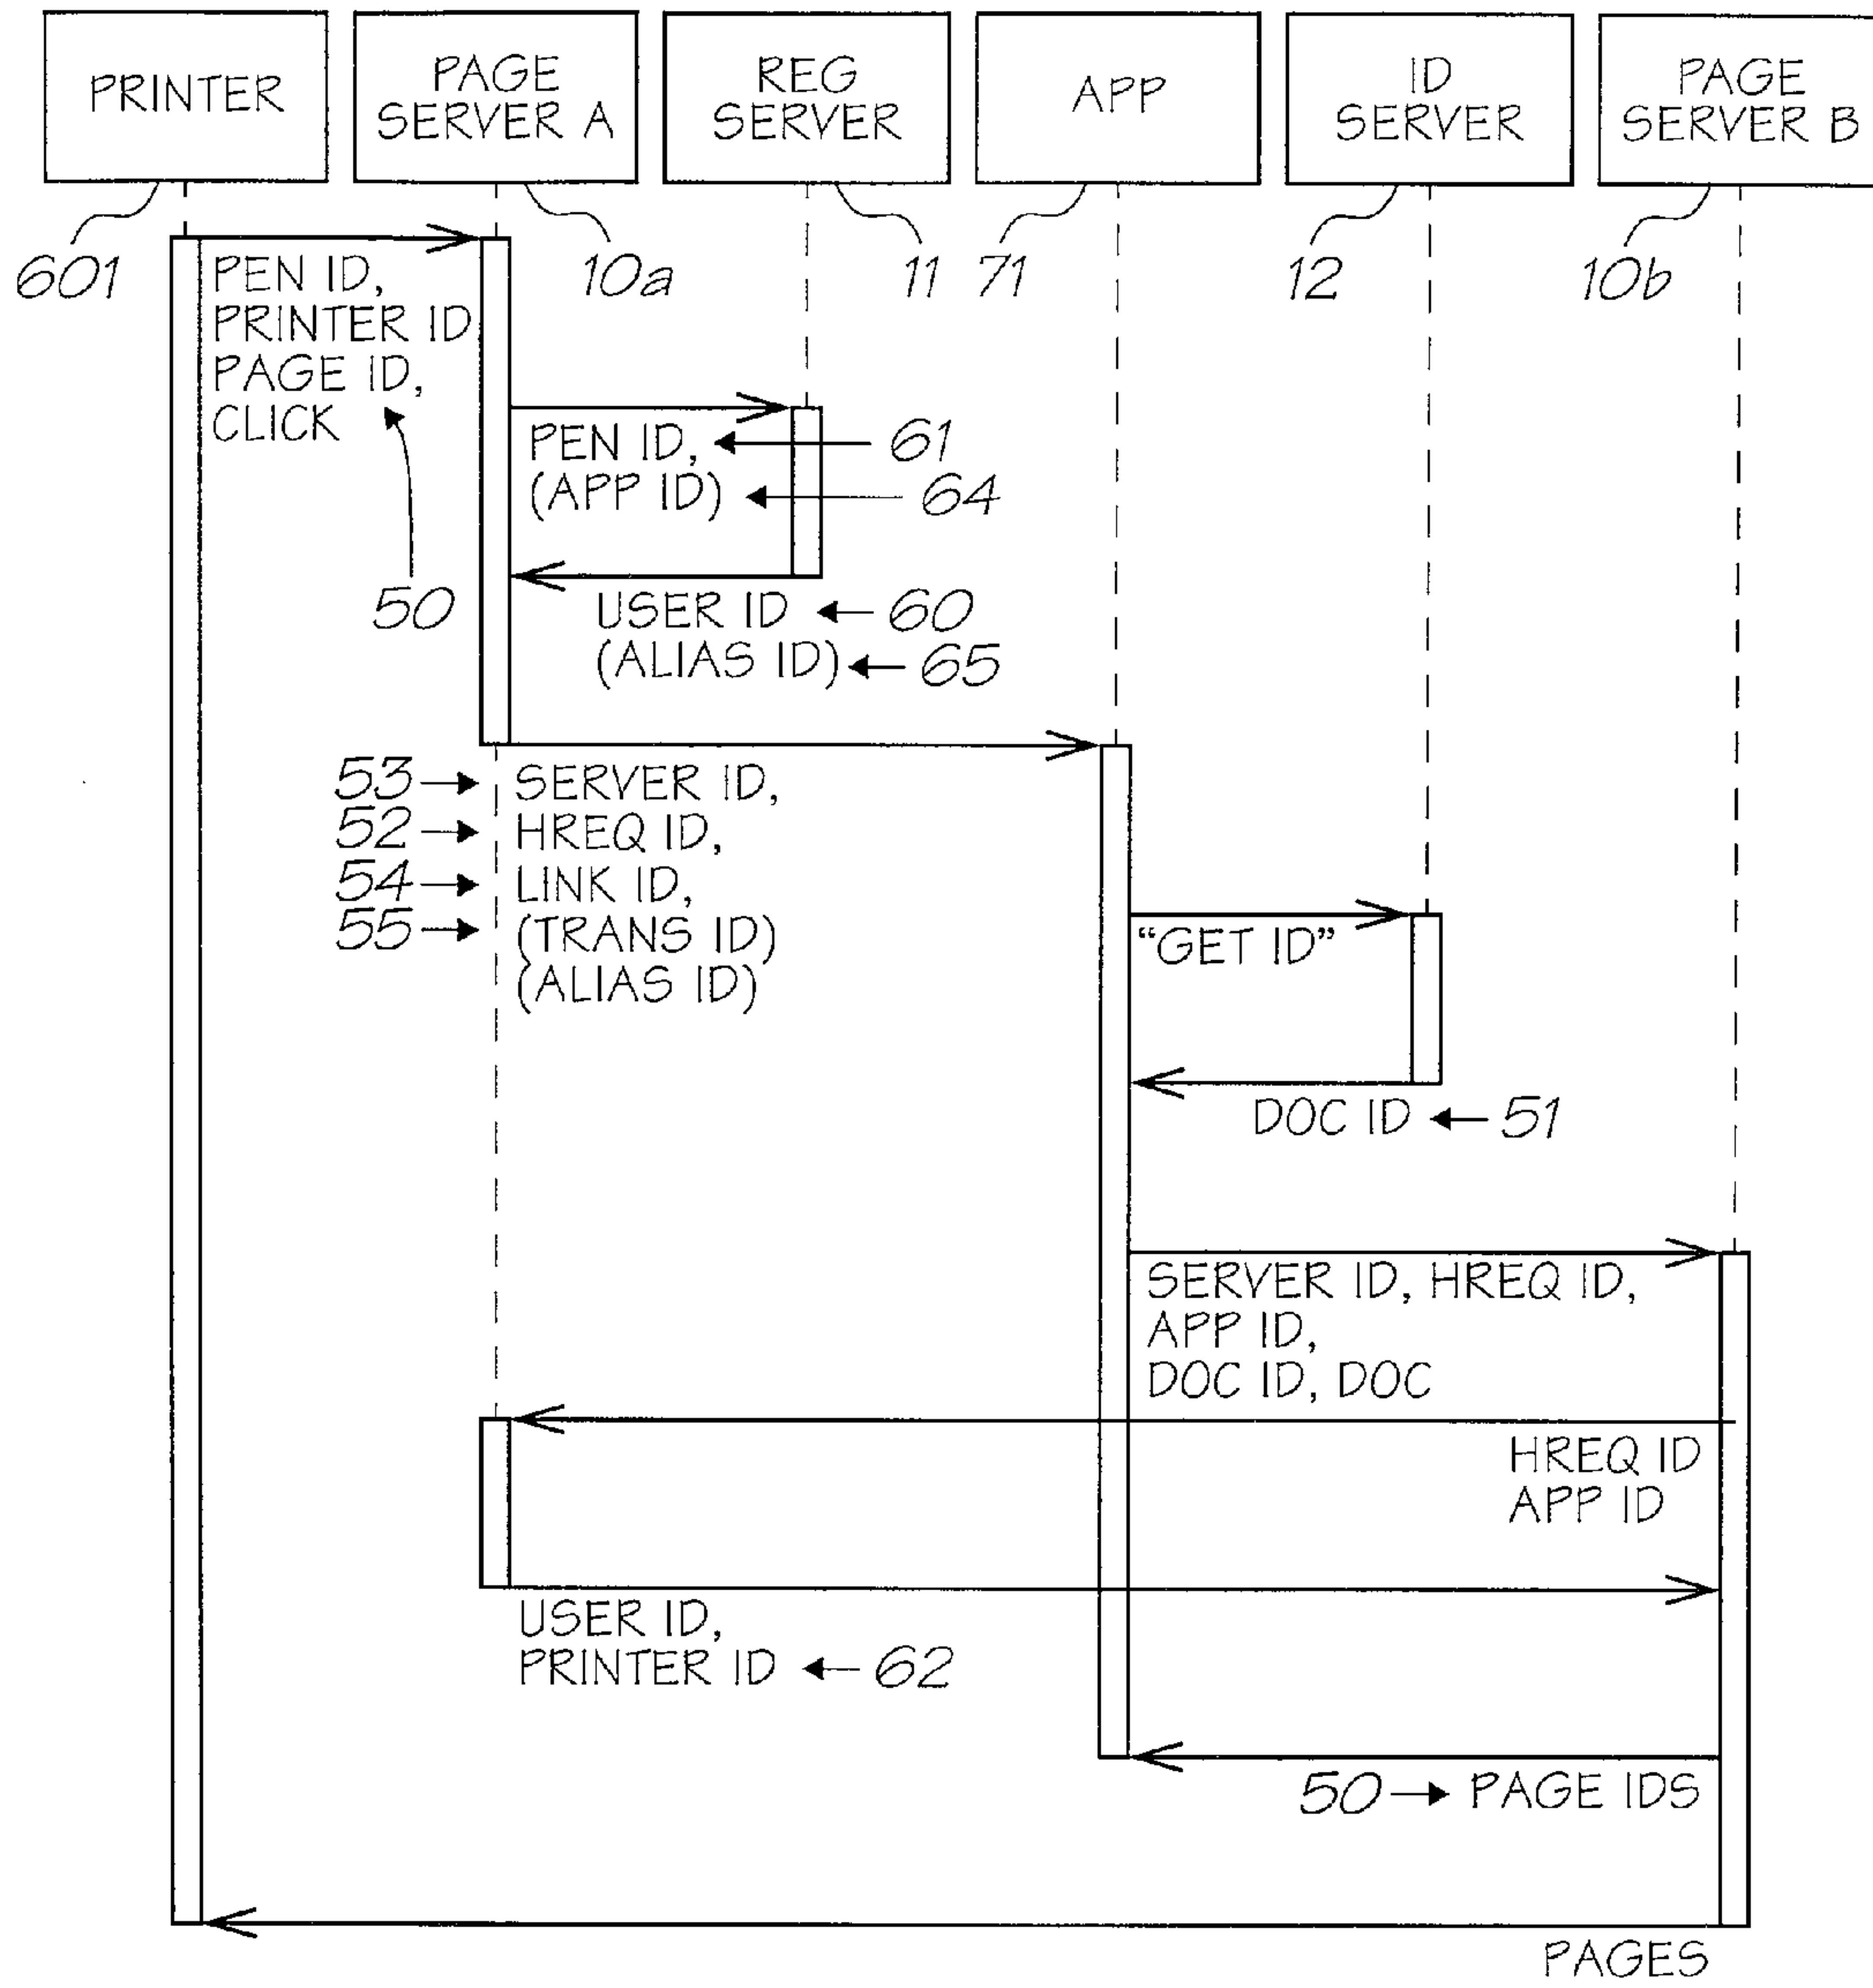 PRINTER
PAGE
SERVER A
REG
SERVER
APP
ID
SERVER
PAGE
SERVER B
601
10a
11
71
12
10b
PEN ID,
PRINTER ID
PAGE ID,
CLICK
50
PEN ID,
61
(APP ID)
64
USER ID
60
(ALIAS ID)
65
53
SERVER ID,
52
HREQ ID,
54
LINK ID,
55
(TRANS ID)
(ALIAS ID)
“GET ID”
DOC ID
51
SERVER ID, HREQ ID,
APP ID,
DOC ID, DOC
HREQ ID
APP ID
USER ID,
PRINTER ID
62
50
PAGE IDS
PAGES